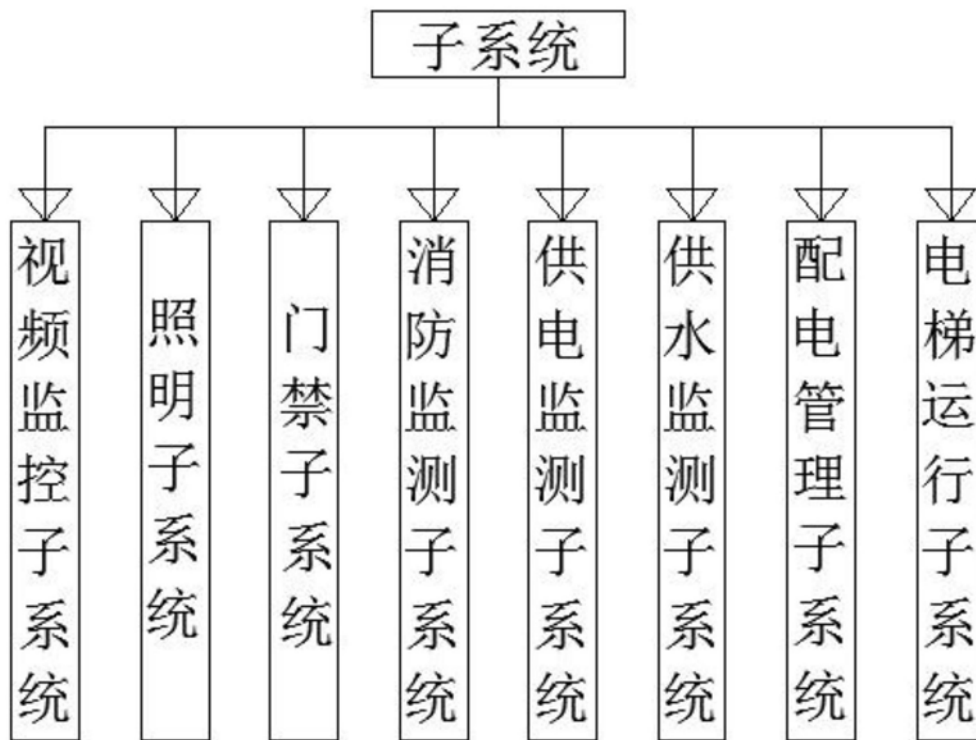 子系统
视频监控子系统
照明子系统
门禁子系统
消防监测子系统
供电监测子系统
供水监测子系统
配电管理子系统
电梯运行子系统